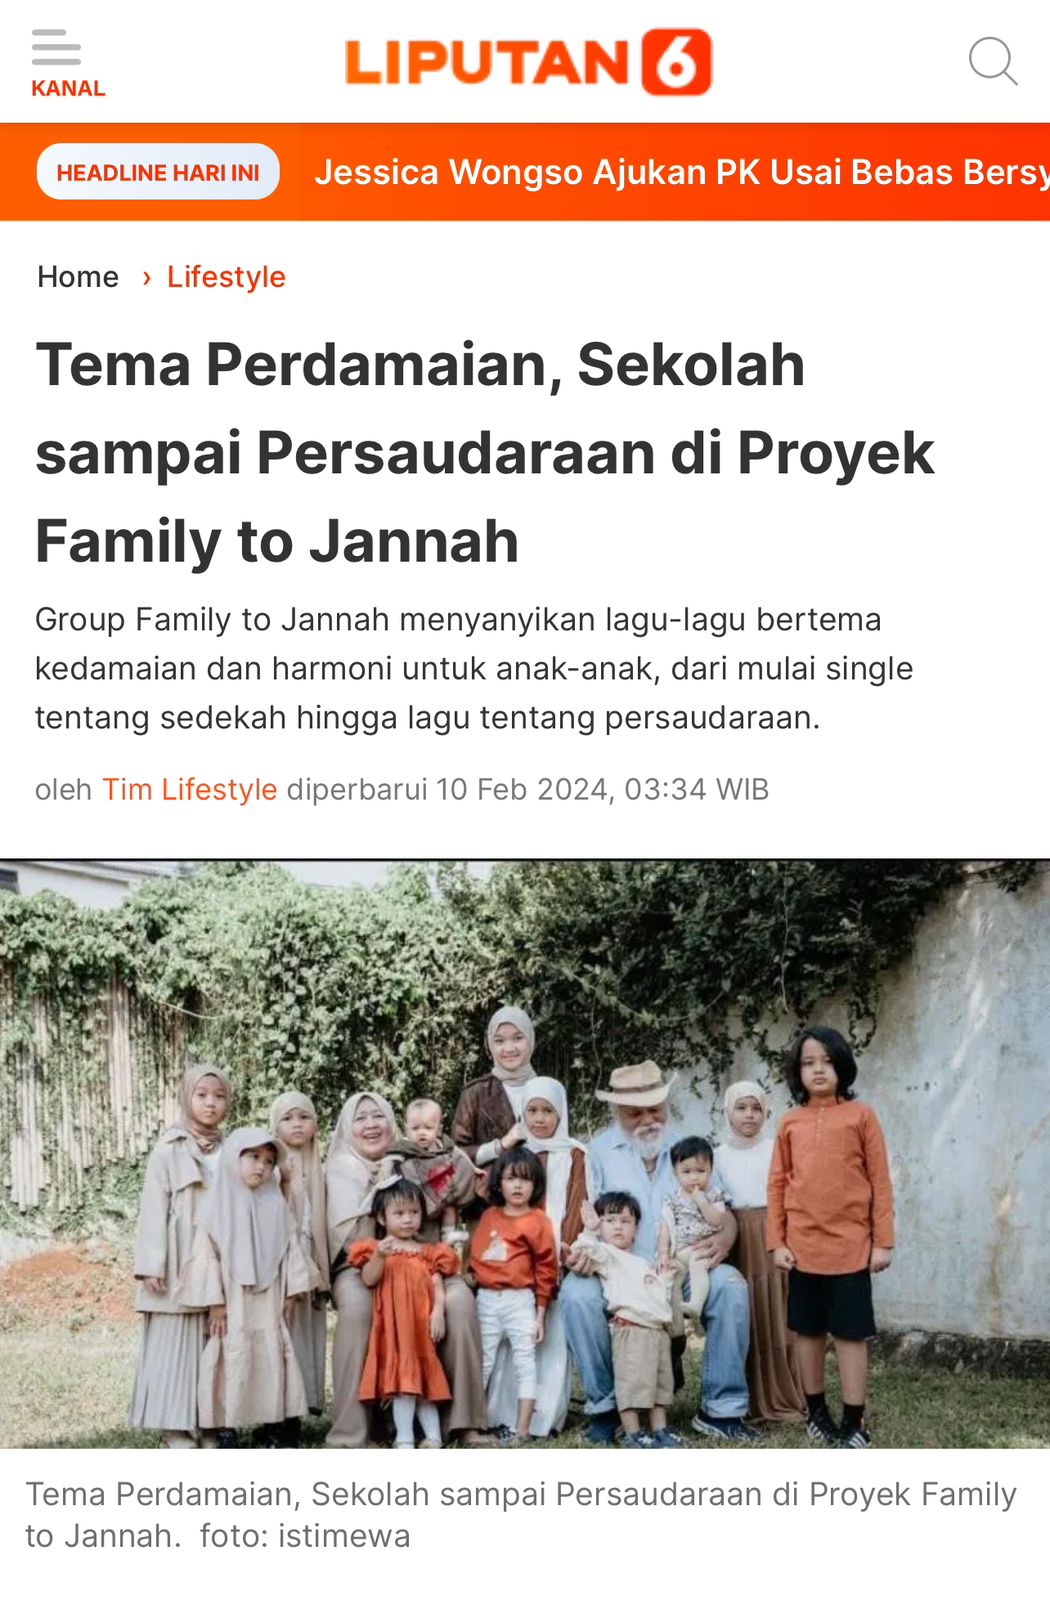 KANAL
LIPUTAN 6
HEADLINE HARI INI
Jessica Wongso Ajukan PK Usai Bebas Bersy
Home › Lifestyle
Tema Perdamaian, Sekolah
sampai Persaudaraan di Proyek
Family to Jannah
Group Family to Jannah menyanyikan lagu-lagu bertema
kedamaian dan harmoni untuk anak-anak, dari mulai single
tentang sedekah hingga lagu tentang persaudaraan.
oleh Tim Lifestyle diperbarui 10 Feb 2024, 03:34 WIB
Tema Perdamaian, Sekolah sampai Persaudaraan di Proyek Family
to Jannah. foto: istimewa